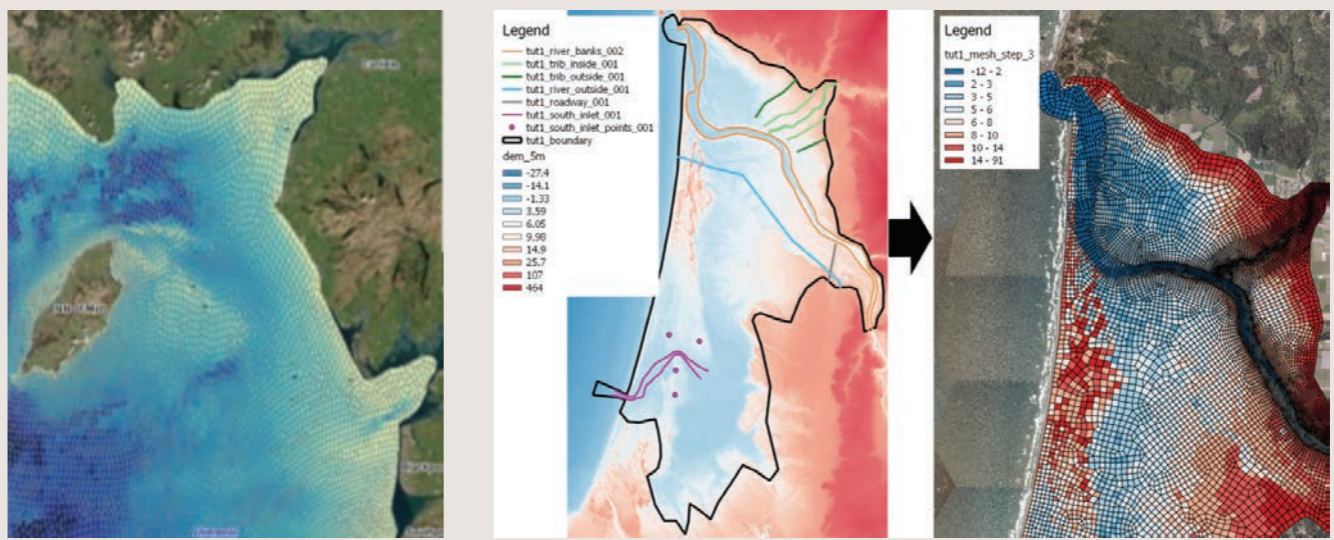 Legend
tut1_river_banks_002
tut1_trib_inside_001
tut1_trib_outside_001
tut1_river_outside_001
tut1_roadway_001
tut1_south_inlet_001
tut1_south_inlet_points_001
tut1_boundary
dem_5m
-27.4
-14.1
-1.33
3.59
6.05
9.98
14.9
25.7
107
464
Legend
tut1_mesh_step_3
-12 - 2
2 - 3
3 - 5
5 - 6
6 - 8
8 - 10
10 - 14
14 - 91